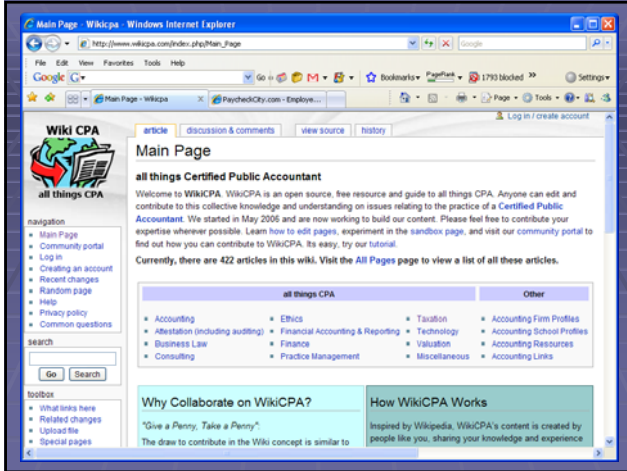 Main Page - Wikicpa - Windows Internet Explorer
http://www.wikicpa.com/index.php/Main_Page
Google
File Edit View Favorites Tools Help
Google G Go Bookmarks PageRank 1793 blocked Settings
Main Page - Wikicpa X PaycheckCity.com - Employe... Page Tools
Log in / create account
Wiki CPA
all things CPA
article discussion & comments view source history
Main Page
all things Certified Public Accountant
Welcome to WikiCPA. WikiCPA is an open source, free resource and guide to all things CPA. Anyone can edit and
contribute to this collective knowledge and understanding on issues relating to the practice of a Certified Public
Accountant. We started in May 2006 and are now working to build our content. Please feel free to contribute your
expertise wherever possible. Learn how to edit pages, experiment in the sandbox page, and visit our community portal to
find out how you can contribute to WikiCPA. Its easy, try our tutorial.
Currently, there are 422 articles in this wiki. Visit the All Pages page to view a list of all these articles.
navigation
Main Page
Community portal
Log in
Creating an account
Recent changes
Random page
Help
Privacy policy
Common questions
search
Go Search
toolbox
What links here
Related changes
Upload file
Special pages
all things CPA
Accounting
Attestation (including auditing)
Business Law
Consulting
Ethics
Financial Accounting & Reporting
Finance
Practice Management
Taxation
Technology
Valuation
Miscellaneous
Other
Accounting Firm Profiles
Accounting School Profiles
Accounting Resources
Accounting Links
Why Collaborate on WikiCPA?
"Give a Penny, Take a Penny":
The draw to contribute in the Wiki concept is similar to
How WikiCPA Works
Inspired by Wikipedia, WikiCPA's content is created by
people like you, sharing your knowledge and experience